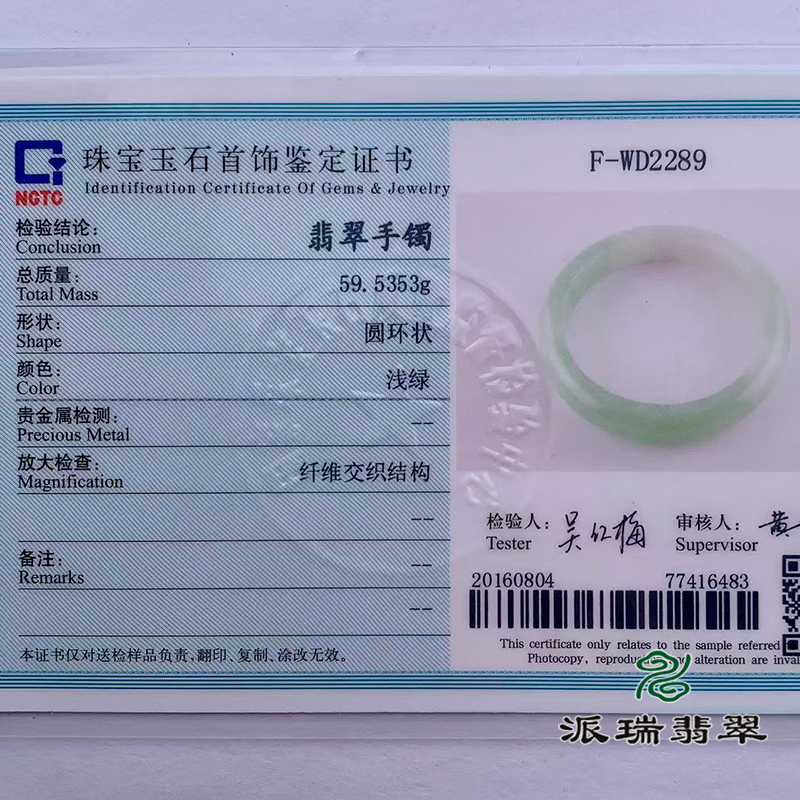 珠宝玉石首饰鉴定证书
Identification Certificate Of Gems & Jewelry
NGTC
检验结论：
Conclusion
翡翠手镯
总质量：
Total Mass
59.5353g
形状：
Shape
圆环状
颜色：
Color
浅绿
贵金属检测：
Precious Metal
--
放大检查：
Magnification
纤维交织结构
--
备注：
Remarks
--
--
本证书仅对送检样品负责，翻印、复制、涂改无效。
F-WD2289
检验人：
Tester
吴红梅
审核人：
Supervisor
黄
20160804
77416483
This certificate only relates to the sample referred
Photocopy, reproduc alteration are inval
派瑞翡翠